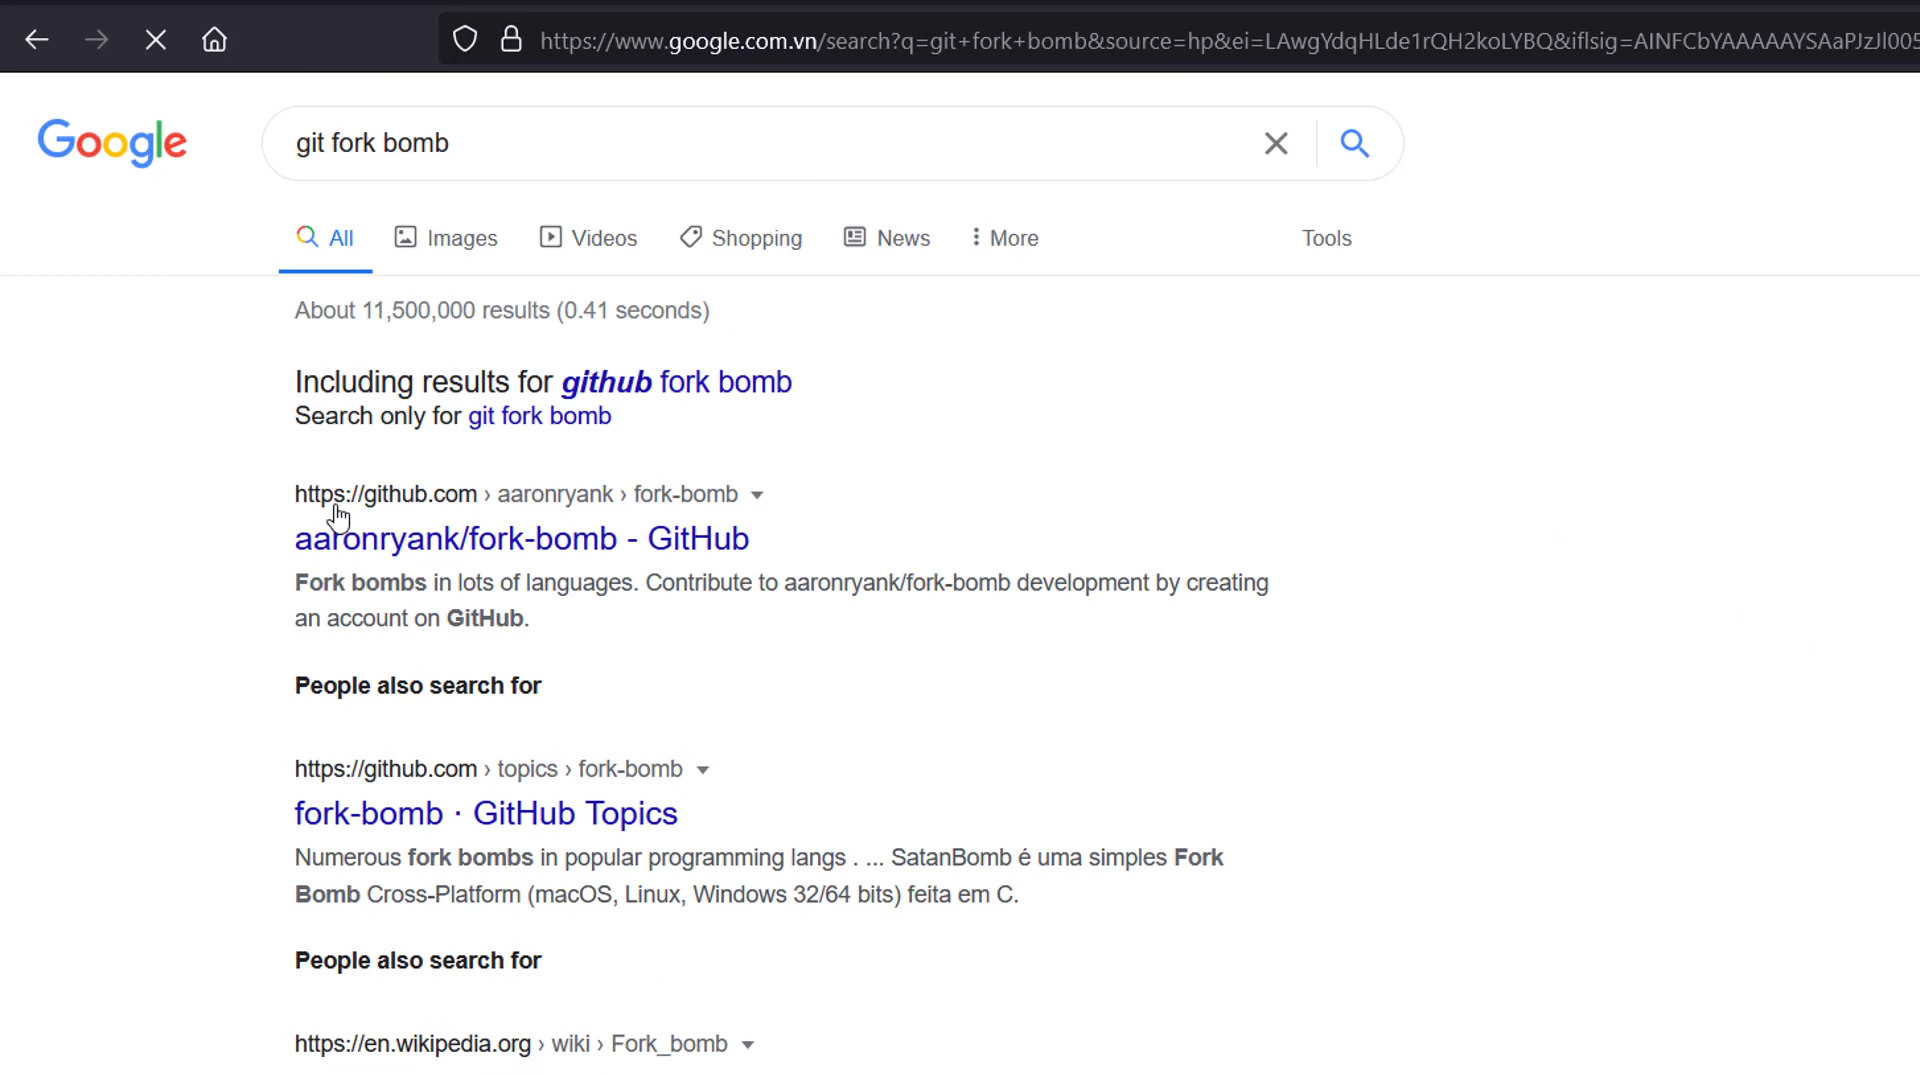 https://www.google.com.vn/search?q=git+fork+bomb&source=hp&ei=LAwgYdqHLde1rQH2koLYBQ&iflsig=AINFCbYAAAAAYSAaPJzJl005
Google
git fork bomb
All Images Videos Shopping News More Tools
About 11,500,000 results (0.41 seconds)
Including results for github fork bomb
Search only for git fork bomb
https://github.com › aaronryank › fork-bomb
aaronryank/fork-bomb - GitHub
Fork bombs in lots of languages. Contribute to aaronryank/fork-bomb development by creating
an account on GitHub.
People also search for
https://github.com › topics › fork-bomb
fork-bomb · GitHub Topics
Numerous fork bombs in popular programming langs . ... SatanBomb é uma simples Fork
Bomb Cross-Platform (macOS, Linux, Windows 32/64 bits) feita em C.
People also search for
https://en.wikipedia.org › wiki › Fork_bomb